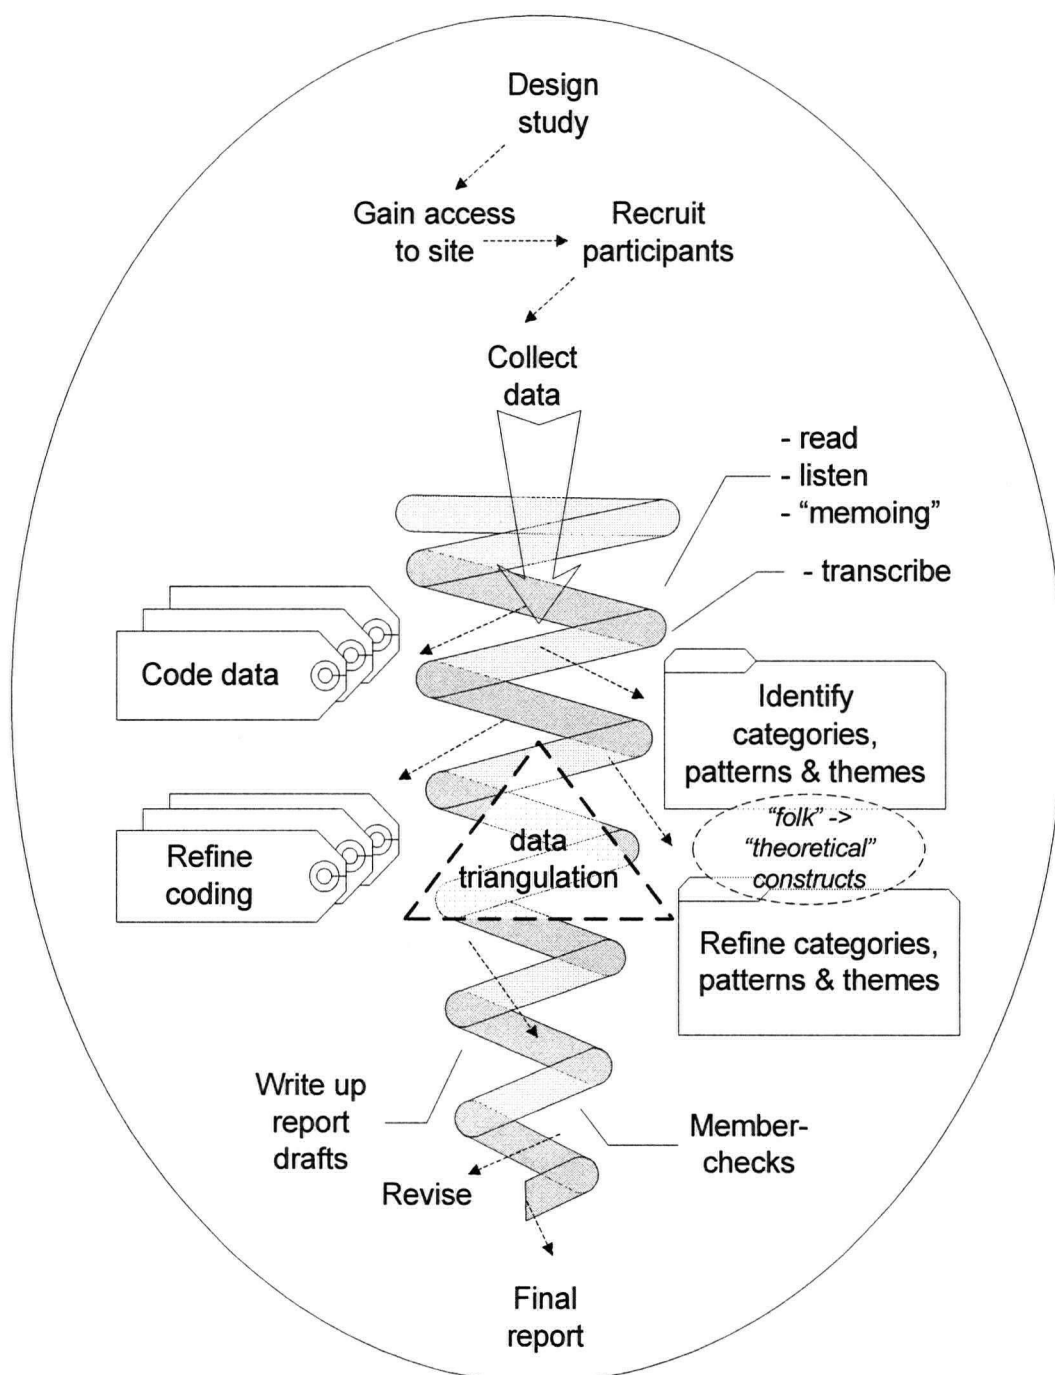 Design
study
Gain access
to site
Recruit
participants
Collect
data
- read
- listen
- “memoing”
- transcribe
Code data
Identify
categories,
patterns & themes
“folk” ->
“theoretical”
constructs
Refine
coding
data
triangulation
Refine categories,
patterns & themes
Write up
report
drafts
Member-
checks
Revise
Final
report